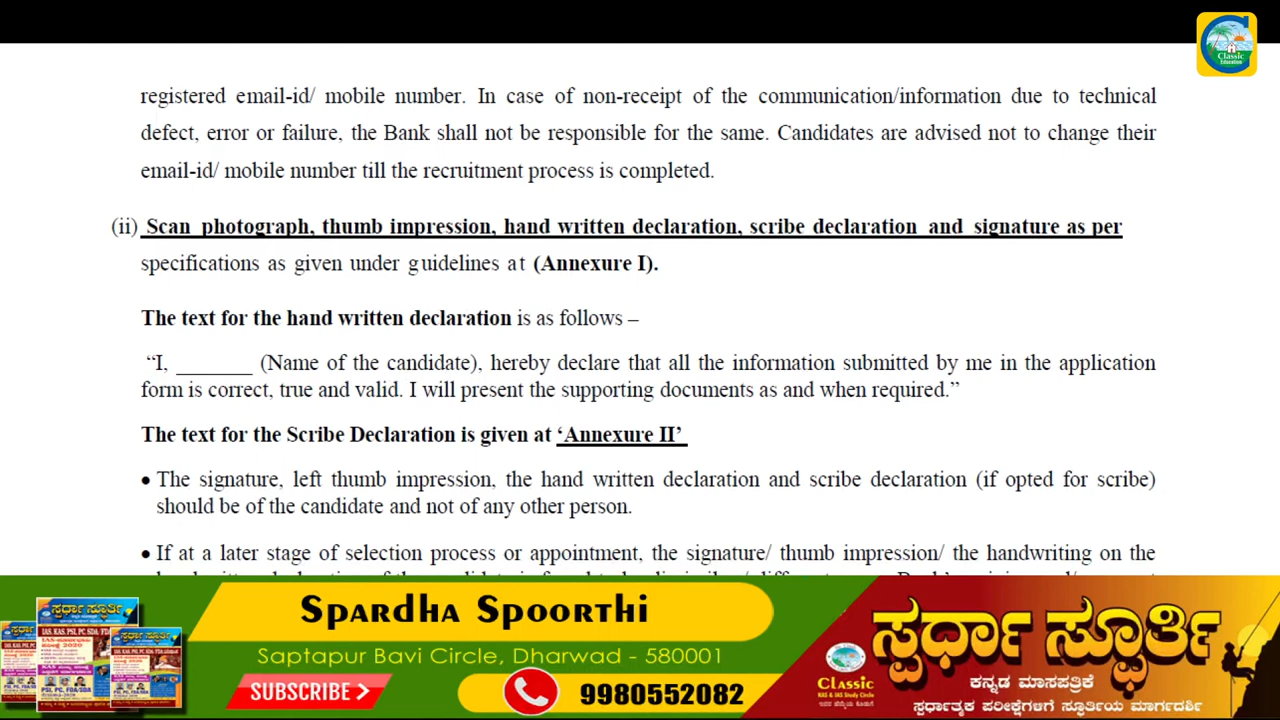 Classic
Education
registered email-id/ mobile number. In case of non-receipt of the communication/information due to technical
defect, error or failure, the Bank shall not be responsible for the same. Candidates are advised not to change their
email-id/ mobile number till the recruitment process is completed.
(ii) Scan photograph, thumb impression, hand written declaration, scribe declaration and signature as per
specifications as given under guidelines at (Annexure I).
The text for the hand written declaration is as follows –
“I, _______ (Name of the candidate), hereby declare that all the information submitted by me in the application
form is correct, true and valid. I will present the supporting documents as and when required.”
The text for the Scribe Declaration is given at ‘Annexure II’
• The signature, left thumb impression, the hand written declaration and scribe declaration (if opted for scribe)
should be of the candidate and not of any other person.
• If at a later stage of selection process or appointment, the signature/ thumb impression/ the handwriting on the
Spardha Spoorthi
Saptapur Bavi Circle, Dharwad - 580001
SUBSCRIBE >
9980552082
ಸ್ಪರ್ಧಾ ಸ್ಫೂರ್ತಿ
ಕನ್ನಡ ಮಾಸಪತ್ರಿಕೆ
ಸ್ಪರ್ಧಾತ್ಮಕ ಪರೀಕ್ಷೆಗಳಿಗೆ ಸ್ಫೂರ್ತಿಯ ಮಾರ್ಗದರ್ಶಿ
Classic
KAS & IAS Study Circle
ಸ್ಪರ್ಧಾ ಸ್ಫೂರ್ತಿ